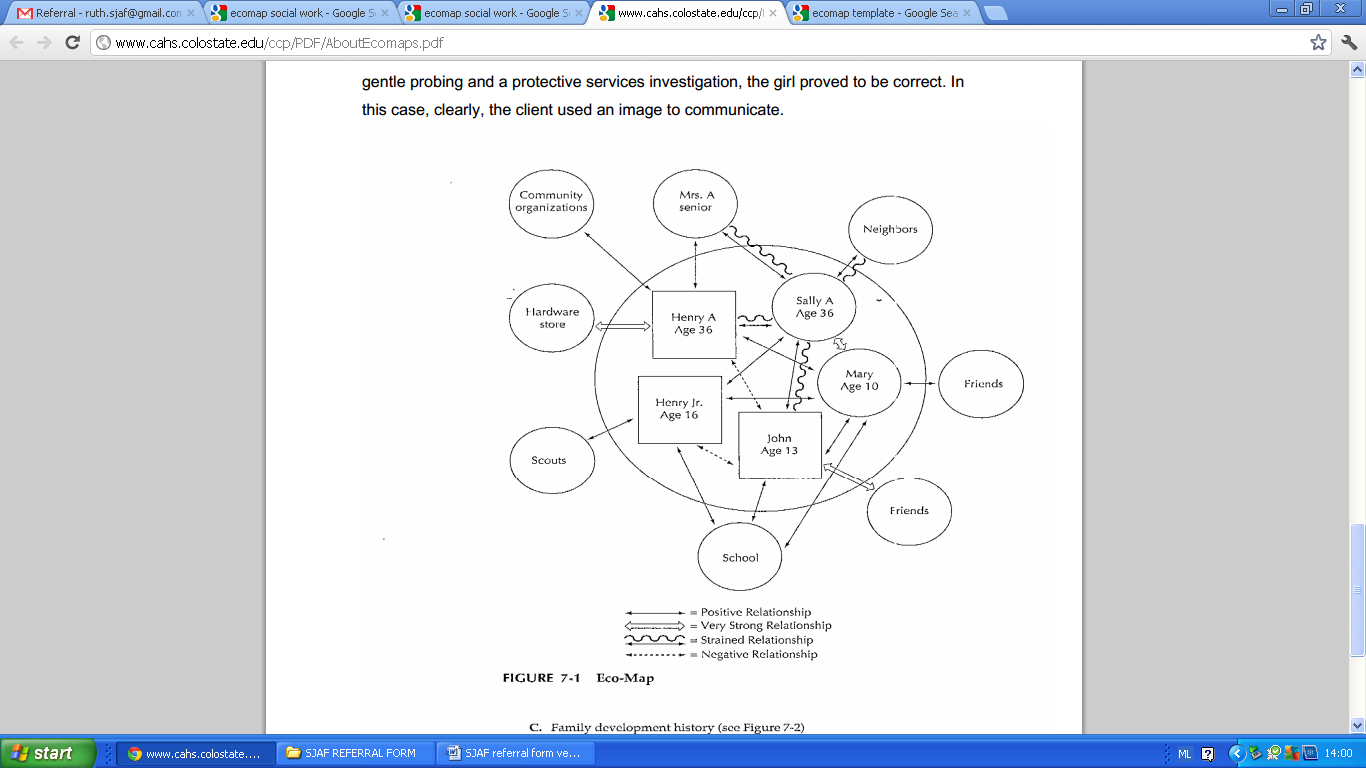 Referral - ruth.sjaf@gmail.com
ecomap social work - Google S
ecomap social work - Google S
www.cahs.colostate.edu/ccp/
ecomap template - Google Sea
www.cahs.colostate.edu/ccp/PDF/AboutEcomaps.pdf
gentle probing and a protective services investigation, the girl proved to be correct. In
this case, clearly, the client used an image to communicate.
Community
organizations
Mrs. A
senior
Neighbors
Hardware
store
Henry A
Age 36
Sally A
Age 36
Mary
Age 10
Friends
Henry Jr.
Age 16
John
Age 13
Scouts
Friends
School
= Positive Relationship
= Very Strong Relationship
= Strained Relationship
= Negative Relationship
FIGURE 7-1 Eco-Map
C. Family development history (see Figure 7-2)
start
www.cahs.colostate....
SJAF REFERRAL FORM
SJAF referral form ve...
ML
14:00